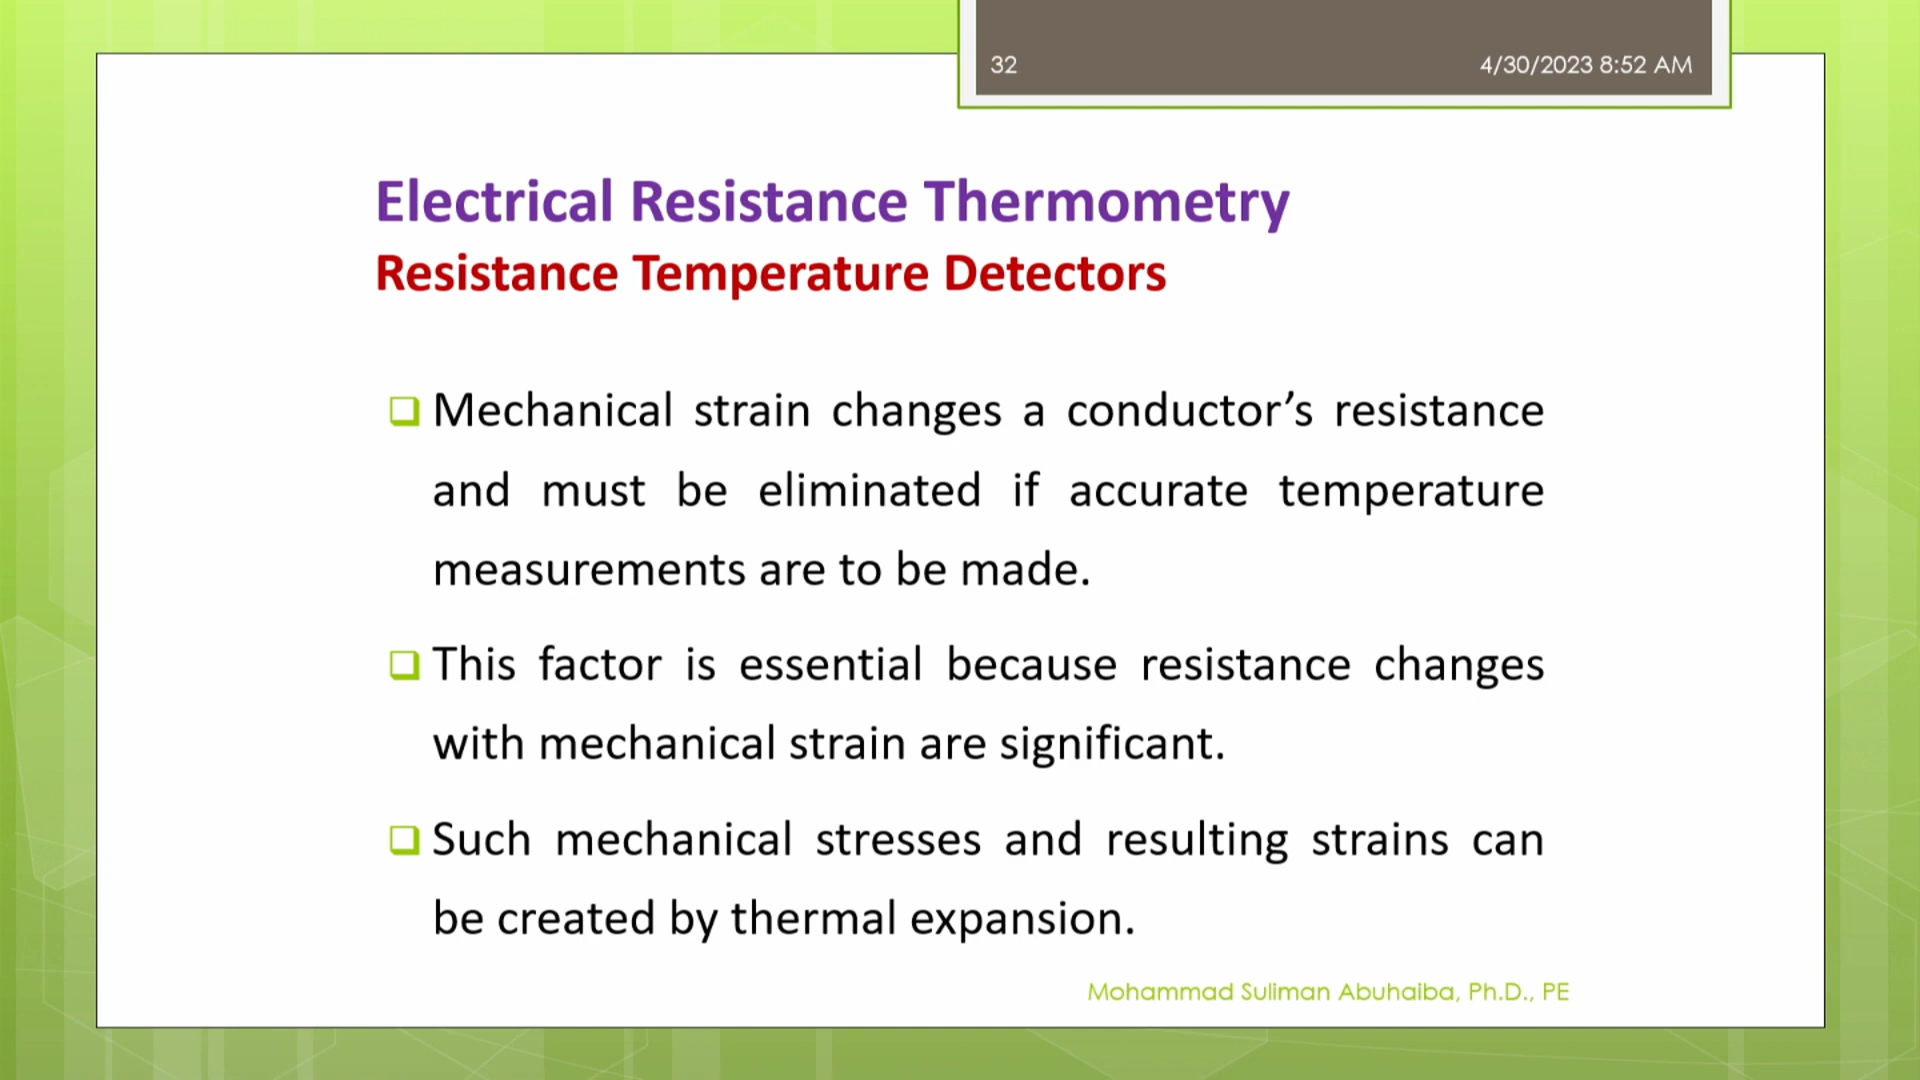 32
4/30/2023 8:52 AM
Electrical Resistance Thermometry
Resistance Temperature Detectors
Mechanical strain changes a conductor’s resistance
and must be eliminated if accurate temperature
measurements are to be made.
This factor is essential because resistance changes
with mechanical strain are significant.
Such mechanical stresses and resulting strains can
be created by thermal expansion.
Mohammad Suliman Abuhaiba, Ph.D., PE